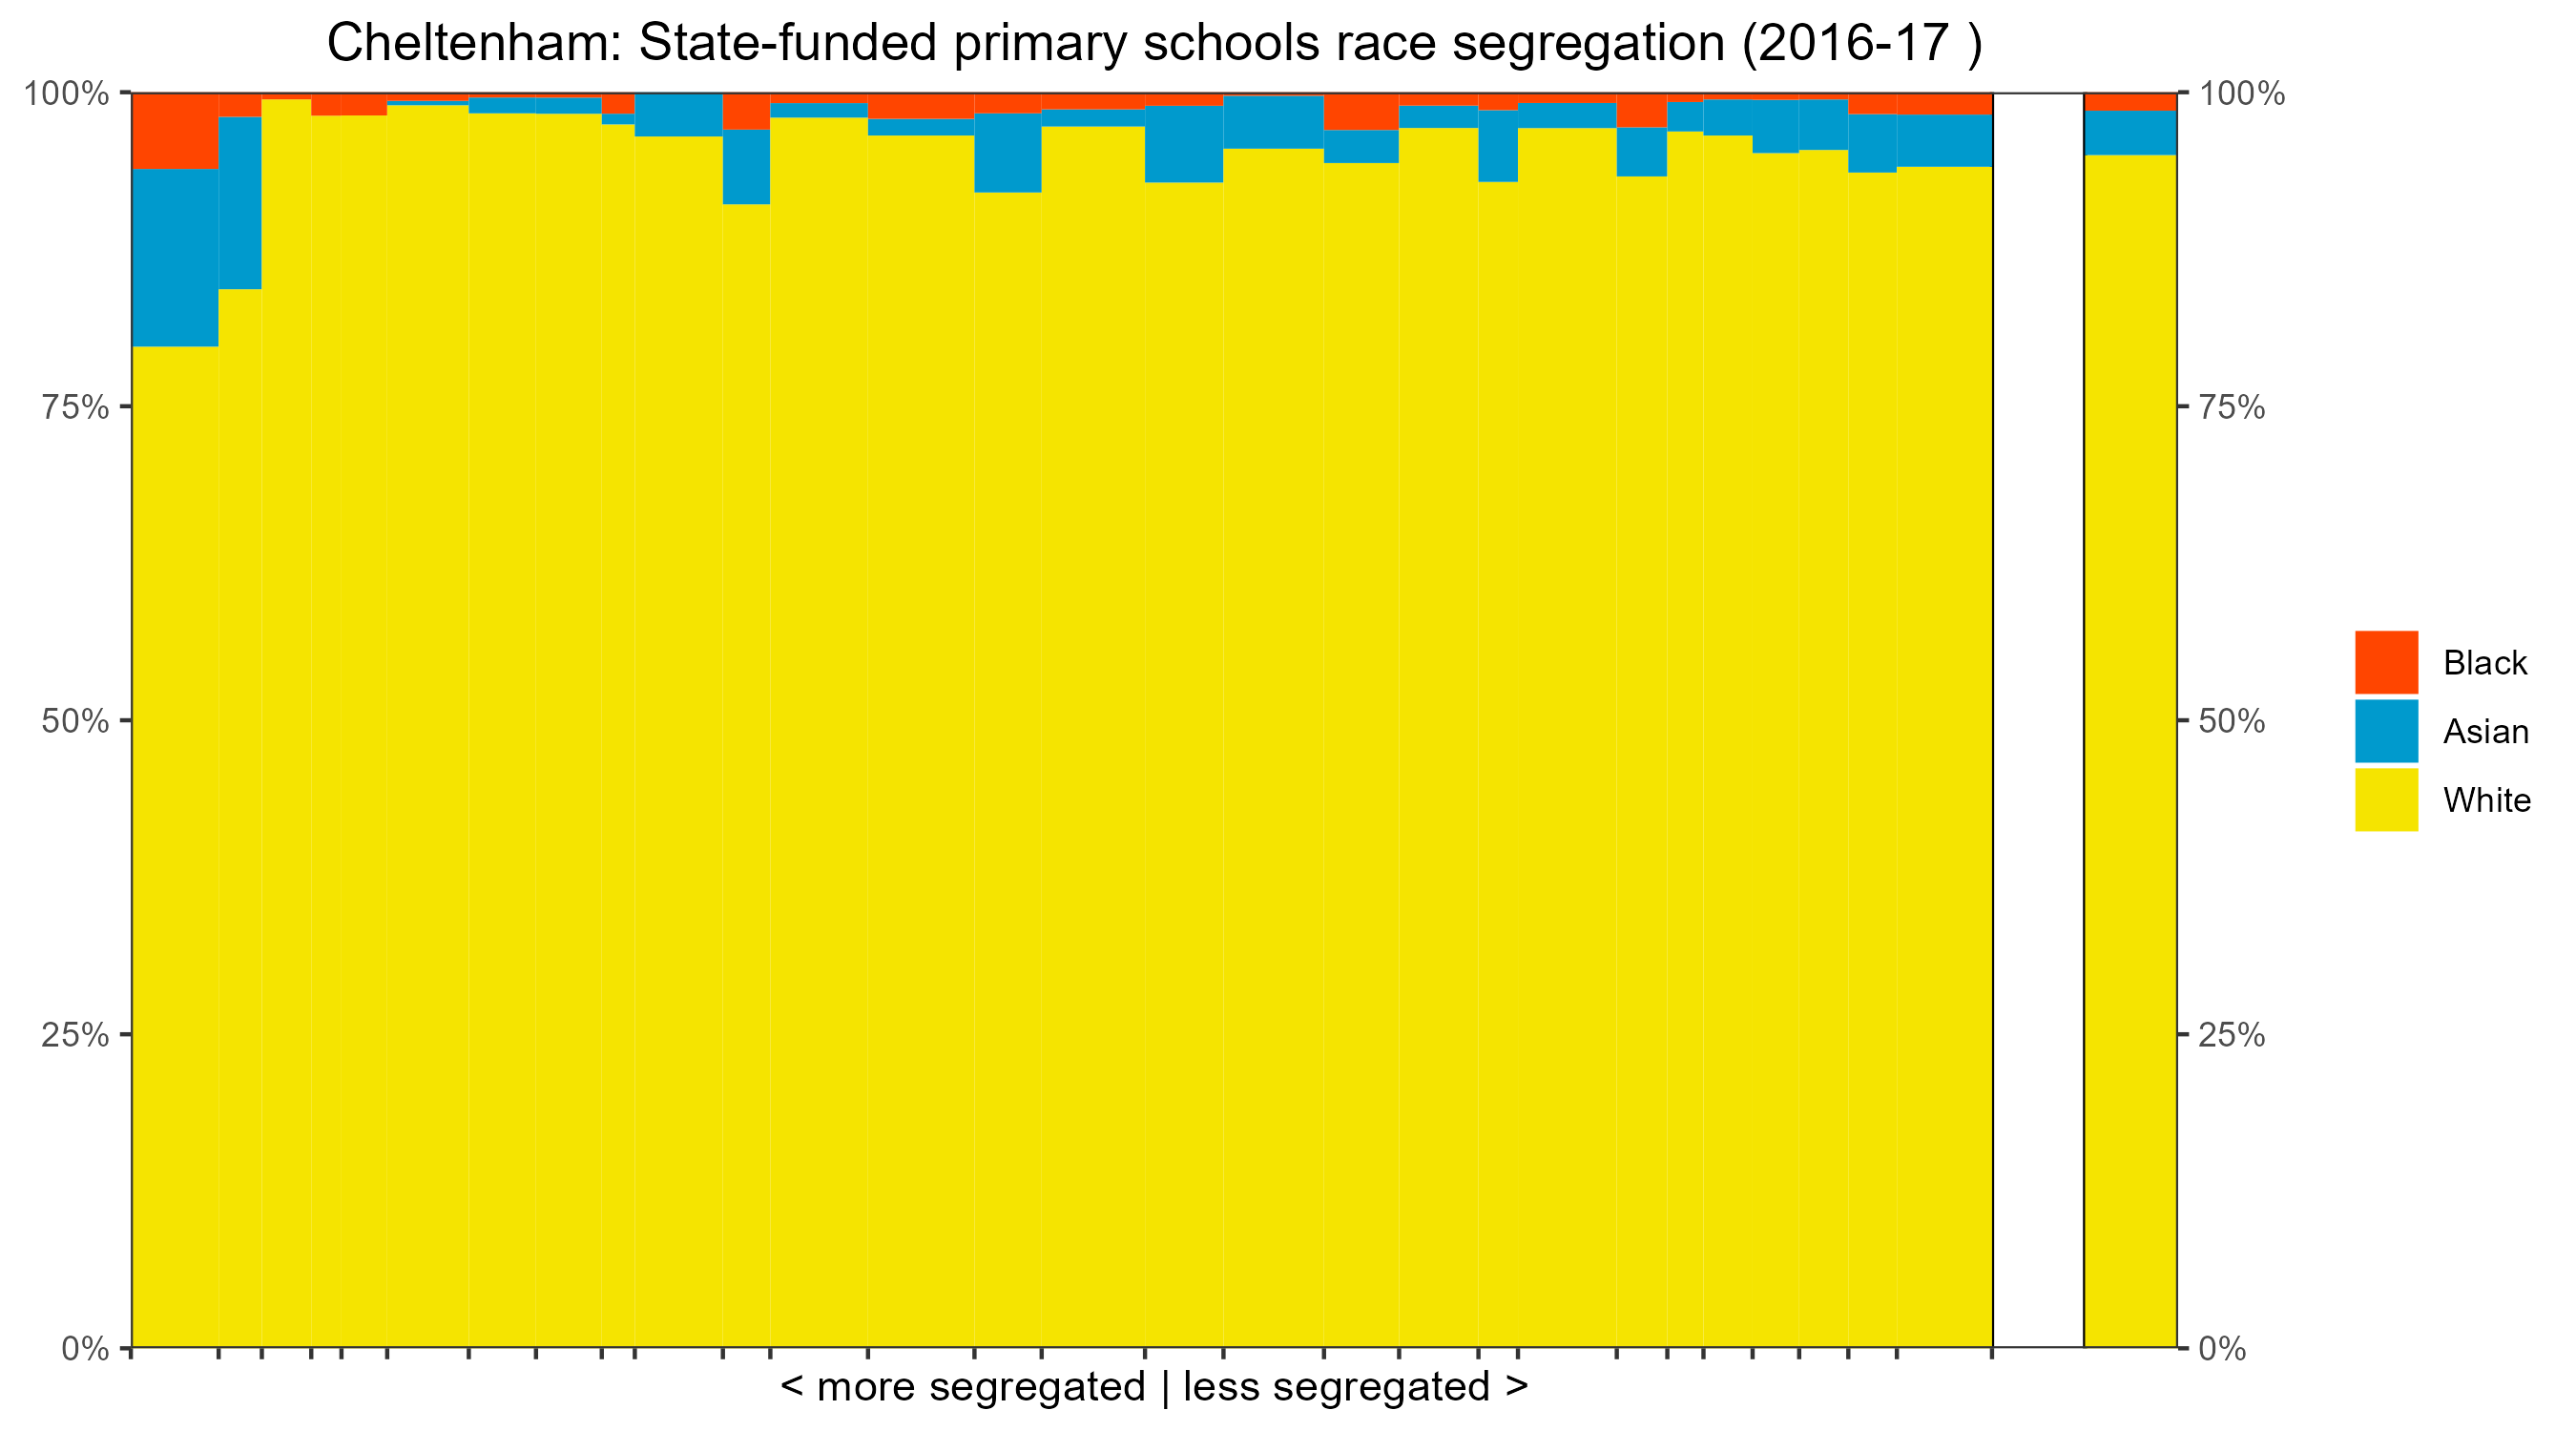 Cheltenham: State-funded primary schools race segregation (2016-17 )
100%
75%
50%
25%
0%
100%
75%
50%
25%
0%
Black
Asian
White
< more segregated | less segregated >